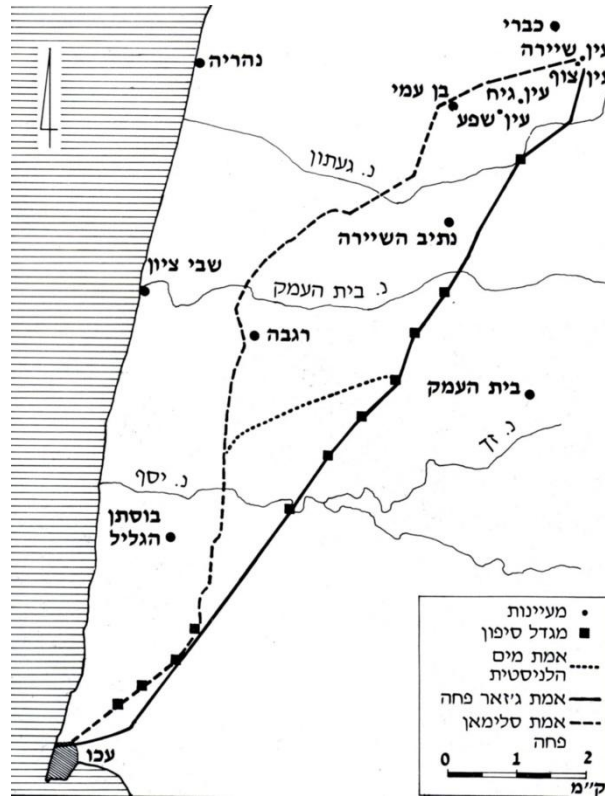 כברי
נהריה
עין שיירה
עין צוף
בן עמי
עין גיח
עין שפע
נ. געתון
נתיב השיירה
שבי ציון
נ. בית העמק
רגבה
בית העמק
נ. זך
נ. יסף
בוסתן
הגליל
עכו
מעיינות
מגדל סיפון
אמת מים
הלניסטית
אמת ג'זאר פחה
אמת סלימאן
פחה
0 1 2
ק"מ